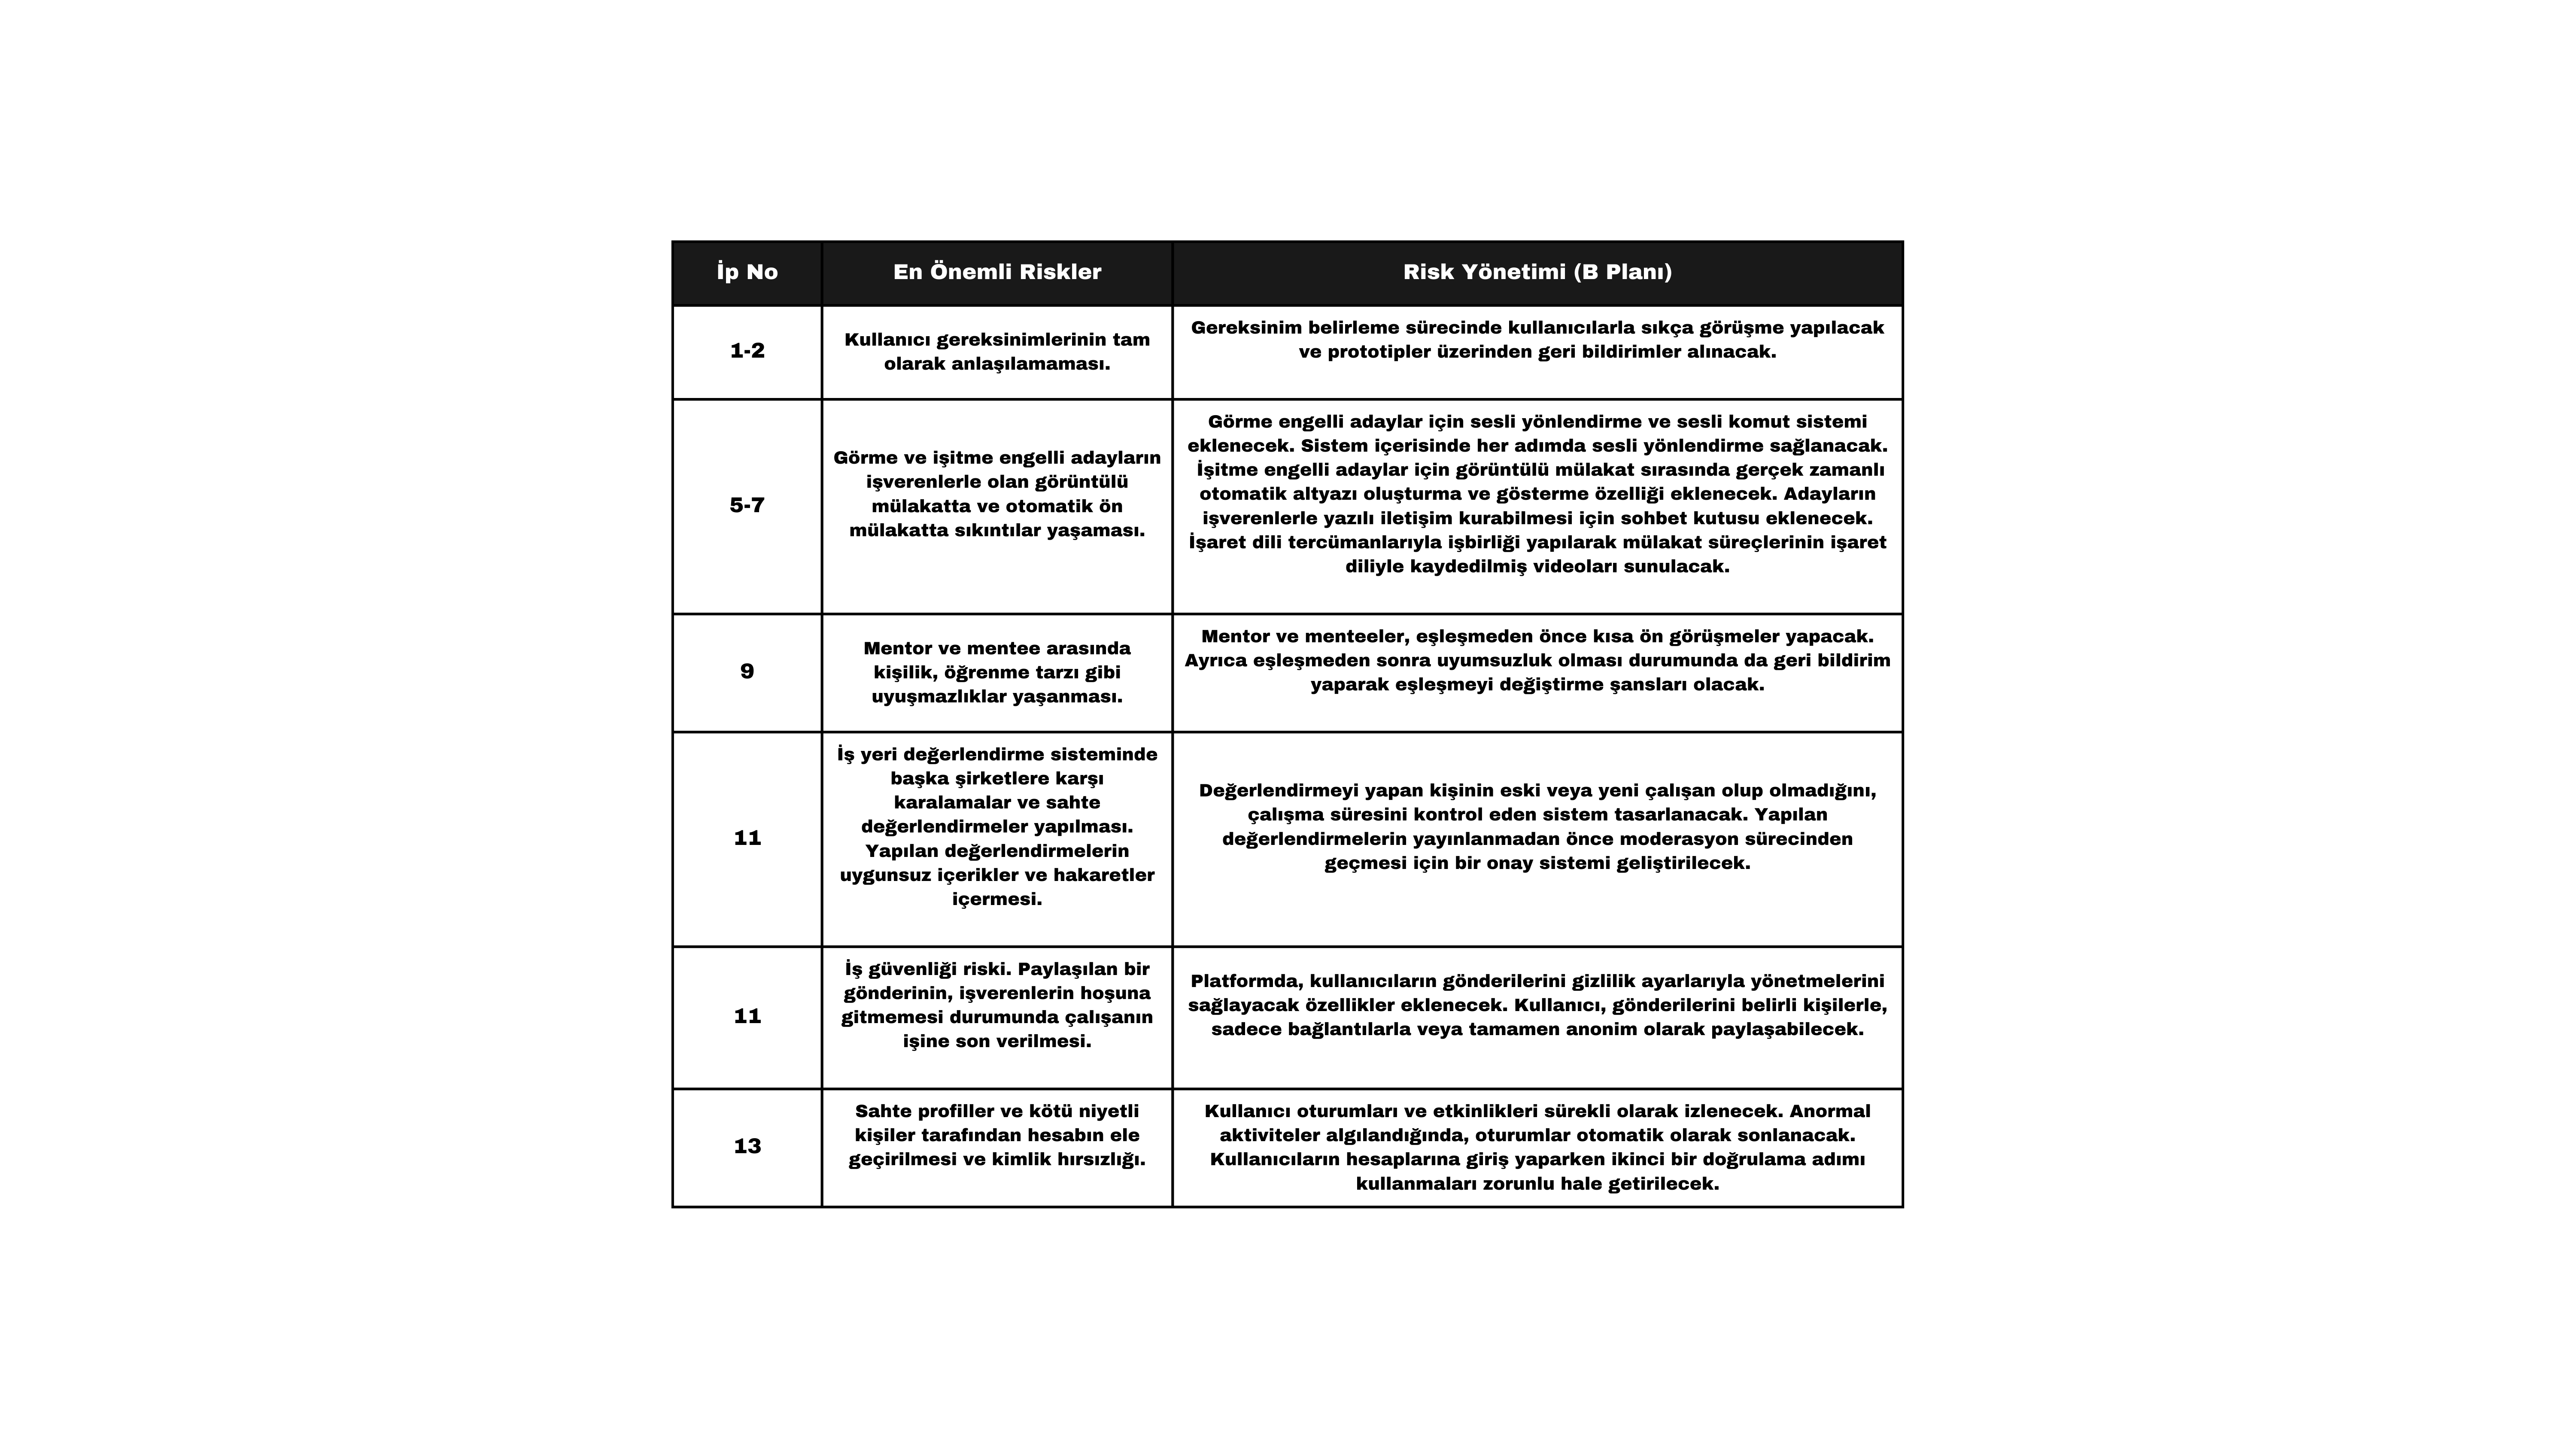 İp No
En Önemli Riskler
Risk Yönetimi (B Planı)
1-2
Kullanıcı gereksinimlerinin tam
olarak anlaşılamaması.
Gereksinim belirleme sürecinde kullanıcılarla sıkça görüşme yapılacak
ve prototipler üzerinden geri bildirimler alınacak.
5-7
Görme ve işitme engelli adayların
işverenlerle olan görüntülü
mülakatta ve otomatik ön
mülakatta sıkıntılar yaşaması.
Görme engelli adaylar için sesli yönlendirme ve sesli komut sistemi
eklenecek. Sistem içerisinde her adımda sesli yönlendirme sağlanacak.
İşitme engelli adaylar için görüntülü mülakat sırasında gerçek zamanlı
otomatik altyazı oluşturma ve gösterme özelliği eklenecek. Adayların
işverenlerle yazılı iletişim kurabilmesi için sohbet kutusu eklenecek.
İşaret dili tercümanlarıyla işbirliği yapılarak mülakat süreçlerinin işaret
diliyle kaydedilmiş videoları sunulacak.
9
Mentor ve mentee arasında
kişilik, öğrenme tarzı gibi
uyuşmazlıklar yaşanması.
Mentor ve menteeler, eşleşmeden önce kısa ön görüşmeler yapacak.
Ayrıca eşleşmeden sonra uyumsuzluk olması durumunda da geri bildirim
yaparak eşleşmeyi değiştirme şansları olacak.
11
İş yeri değerlendirme sisteminde
başka şirketlere karşı
karalamalar ve sahte
değerlendirmeler yapılması.
Yapılan değerlendirmelerin
uygunsuz içerikler ve hakaretler
içermesi.
Değerlendirmeyi yapan kişinin eski veya yeni çalışan olup olmadığını,
çalışma süresini kontrol eden sistem tasarlanacak. Yapılan
değerlendirmelerin yayınlanmadan önce moderasyon sürecinden
geçmesi için bir onay sistemi geliştirilecek.
11
İş güvenliği riski. Paylaşılan bir
gönderinin, işverenlerin hoşuna
gitmemesi durumunda çalışanın
işine son verilmesi.
Platformda, kullanıcıların gönderilerini gizlilik ayarlarıyla yönetmelerini
sağlayacak özellikler eklenecek. Kullanıcı, gönderilerini belirli kişilerle,
sadece bağlantılarla veya tamamen anonim olarak paylaşabilecek.
13
Sahte profiller ve kötü niyetli
kişiler tarafından hesabın ele
geçirilmesi ve kimlik hırsızlığı.
Kullanıcı oturumları ve etkinlikleri sürekli olarak izlenecek. Anormal
aktiviteler algılandığında, oturumlar otomatik olarak sonlanacak.
Kullanıcıların hesaplarına giriş yaparken ikinci bir doğrulama adımı
kullanmaları zorunlu hale getirilecek.